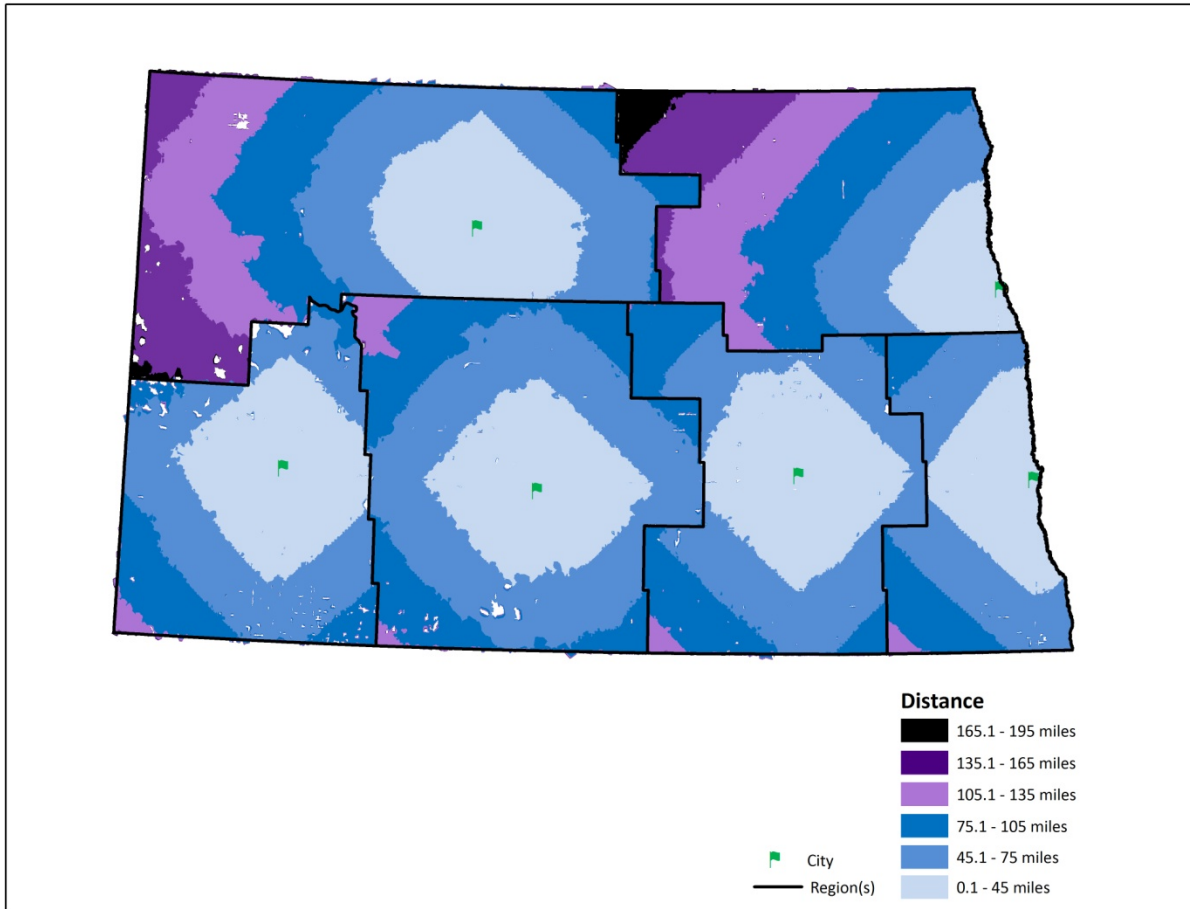 Distance
165.1 - 195 miles
135.1 - 165 miles
105.1 - 135 miles
75.1 - 105 miles
City
45.1 - 75 miles
Region(s)
0.1 - 45 miles